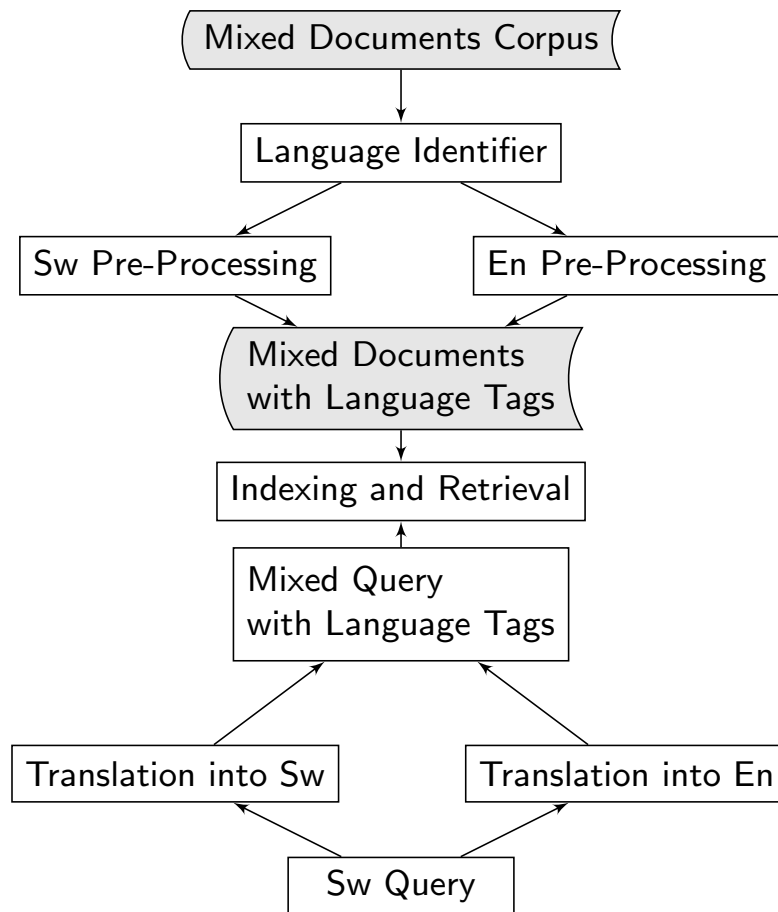 Mixed Documents Corpus
Language Identifier
Sw Pre-Processing
En Pre-Processing
Mixed Documents
with Language Tags
Indexing and Retrieval
Mixed Query
with Language Tags
Translation into Sw
Translation into En
Sw Query